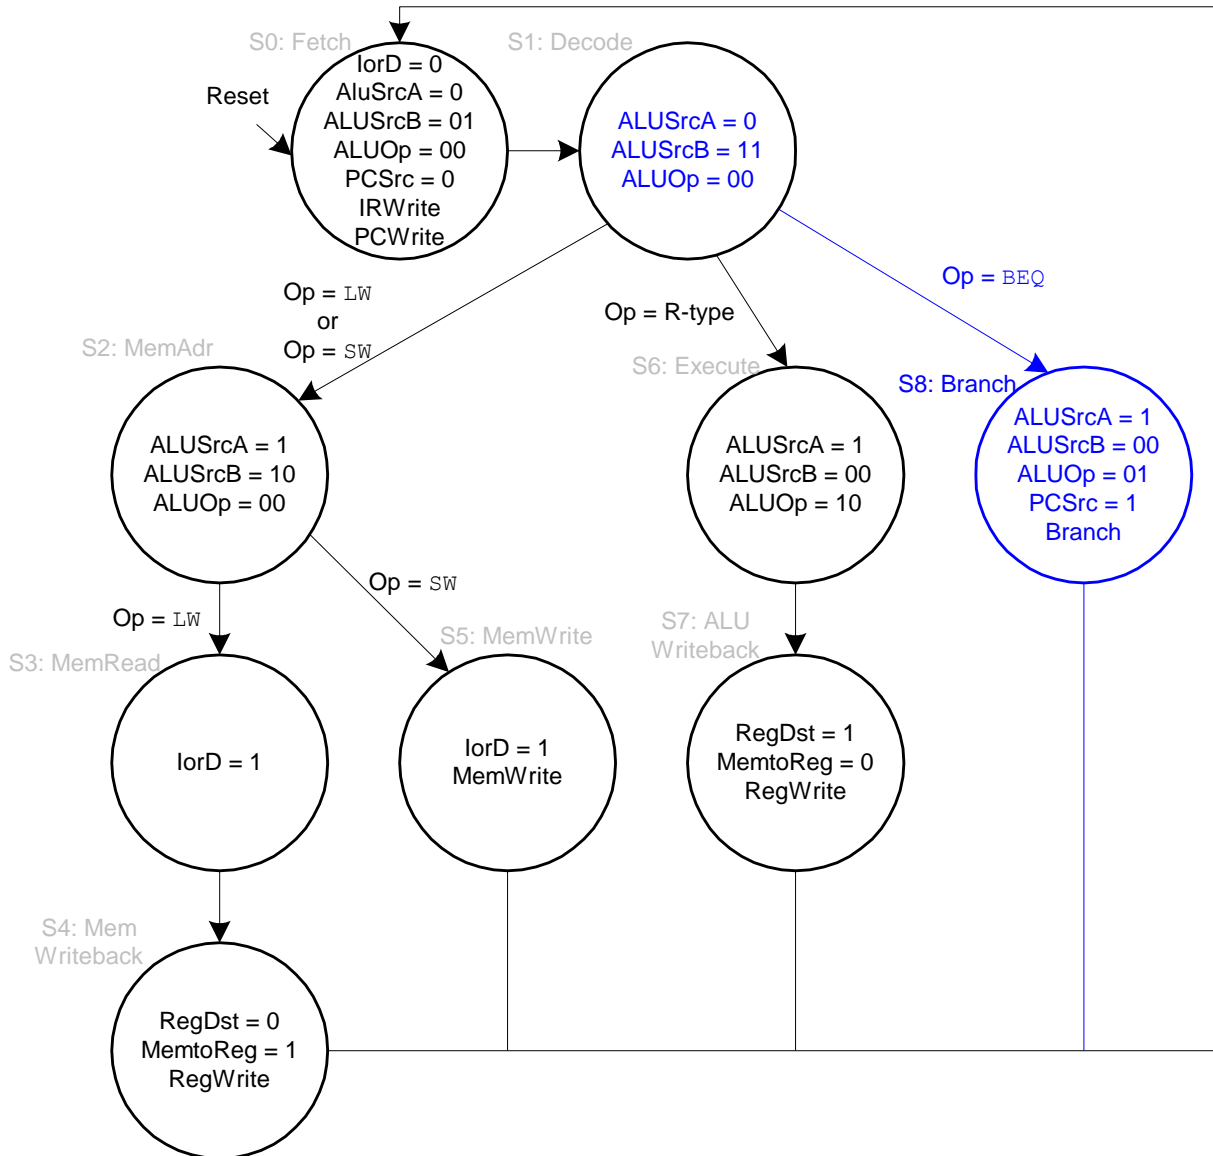 S0: Fetch
S1: Decode
Reset
IorD = 0
AluSrcA = 0
ALUSrcB = 01
ALUOp = 00
PCSrc = 0
IRWrite
PCWrite
ALUSrcA = 0
ALUSrcB = 11
ALUOp = 00
Op = LW
or
Op = SW
Op = R-type
Op = BEQ
S2: MemAdr
S6: Execute
S8: Branch
ALUSrcA = 1
ALUSrcB = 10
ALUOp = 00
ALUSrcA = 1
ALUSrcB = 00
ALUOp = 10
ALUSrcA = 1
ALUSrcB = 00
ALUOp = 01
PCSrc = 1
Branch
Op = LW
Op = SW
S3: MemRead
S5: MemWrite
S7: ALU
Writeback
IorD = 1
IorD = 1
MemWrite
RegDst = 1
MemtoReg = 0
RegWrite
S4: Mem
Writeback
RegDst = 0
MemtoReg = 1
RegWrite